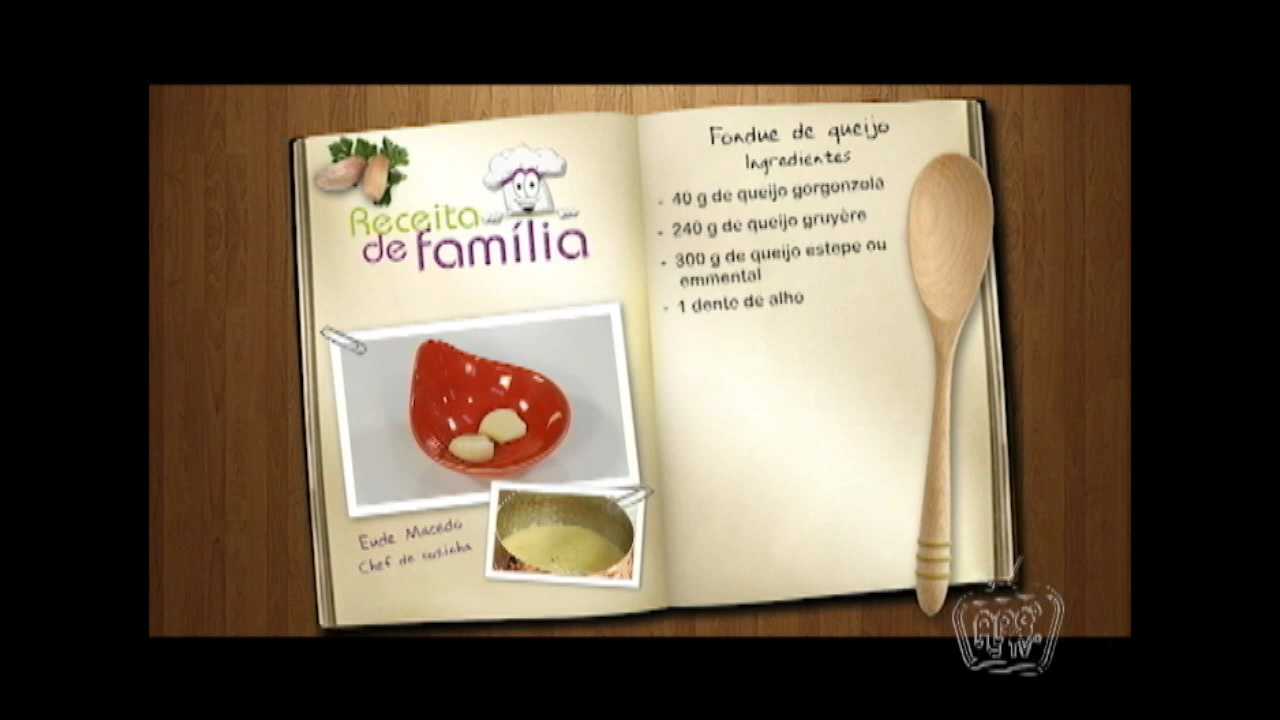 Receita
de família
Eude Macedo
Chef de cozinha
Fondue de queijo
Ingredientes
40 g de queijo gorgonzola
240 g de queijo gruyère
300 g de queijo estepe ou
emmental
1 dente de alho
TV